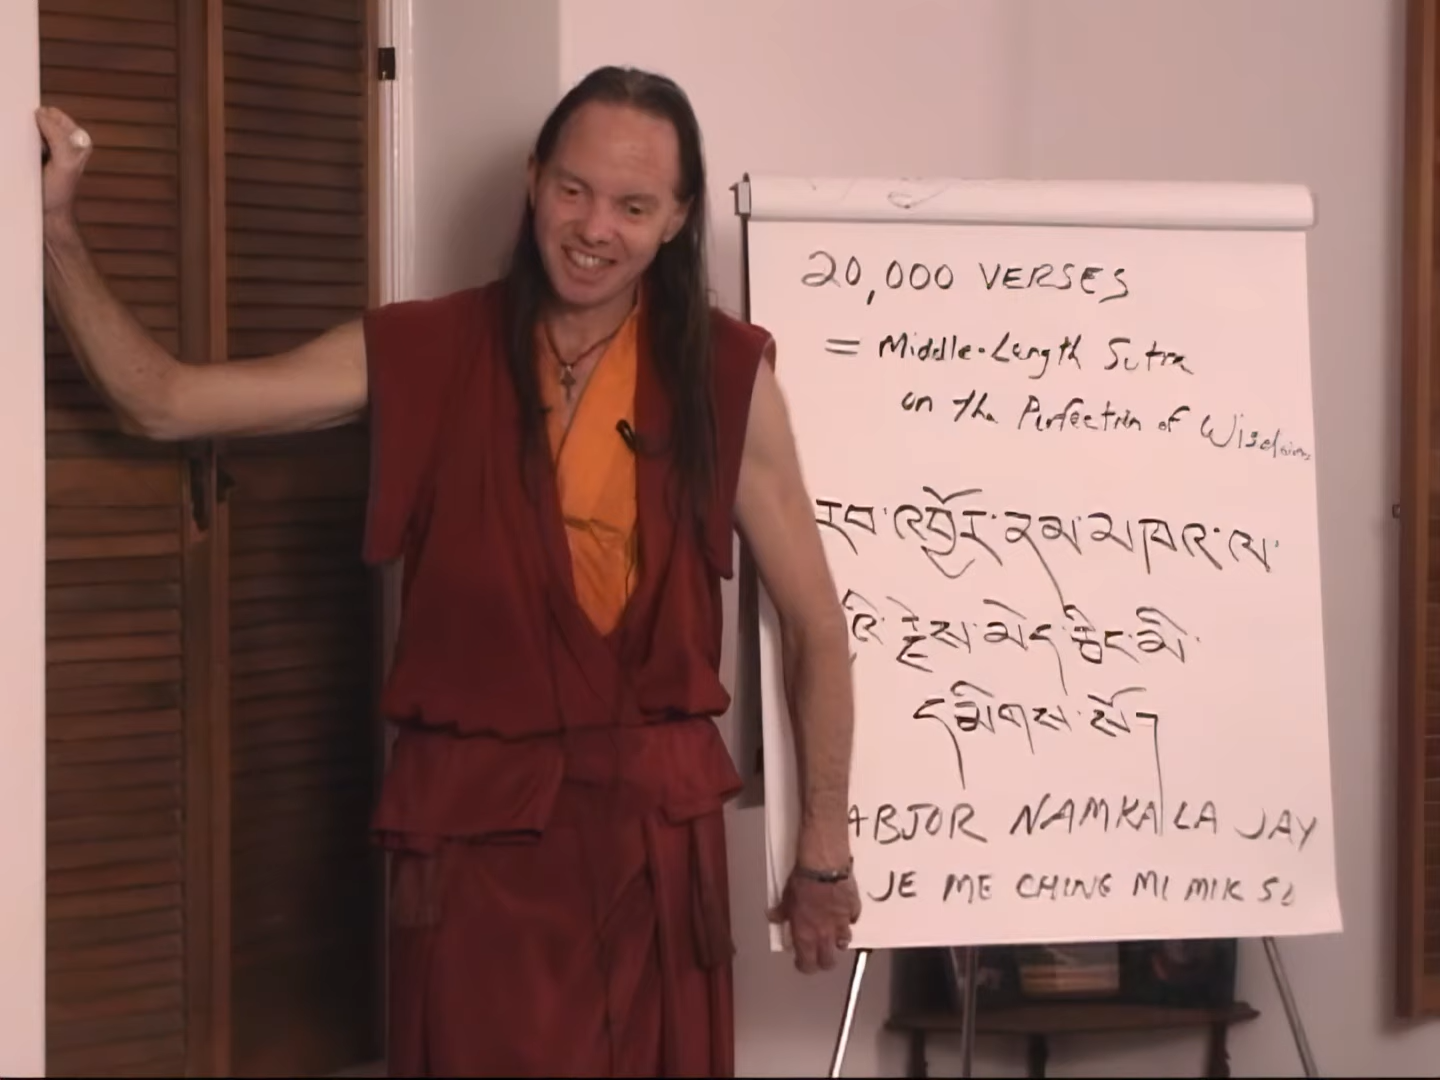 20,000 VERSES
= Middle-Length Sutra
on the Perfection of Wisdom
རབ་འབྱོར་ནམ་མཁའ་ལ་
རྗེས་མེད་ཅིང་མི་
དམིགས་སོ།
ABJOR NAMKA LA JAY
JE ME CHING MI MIK SO